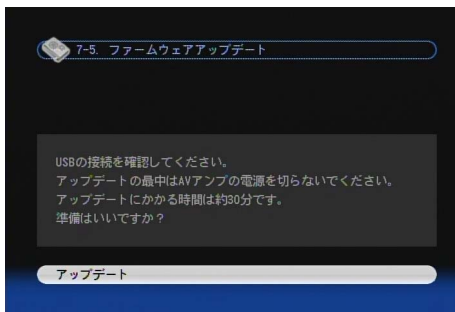 7-5. ファームウェアアップデート
USBの接続を確認してください。
アップデートの最中はAVアンプの電源を切らないでください。
アップデートにかかる時間は約30分です。
準備はいいですか？
アップデート